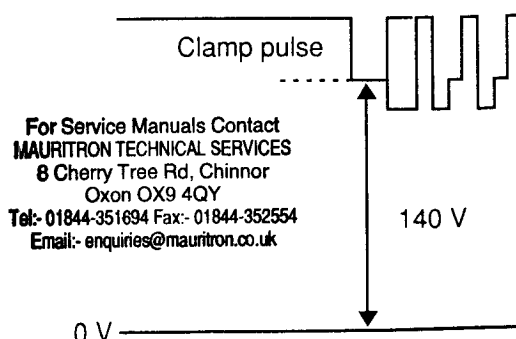 Clamp pulse
For Service Manuals Contact
MAURITRON TECHNICAL SERVICES
8 Cherry Tree Rd, Chinnor
Oxon OX9 4QY
Tel:- 01844-351694 Fax:- 01844-352554
Email:- enquiries@mauritron.co.uk
140 V
0 V